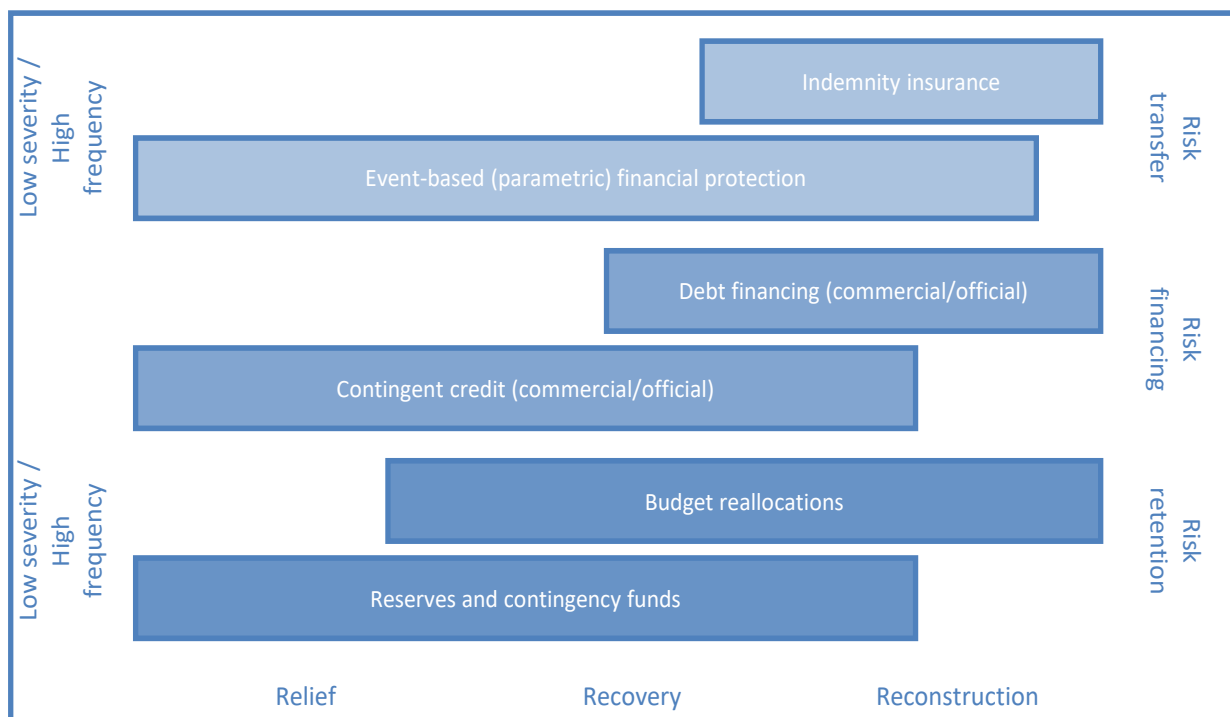 Low severity /
High
frequency
Indemnity insurance
Risk
transfer
Event-based (parametric) financial protection
Debt financing (commercial/official)
Risk
financing
Contingent credit (commercial/official)
Low severity /
High
frequency
Budget reallocations
Risk
retention
Reserves and contingency funds
Relief
Recovery
Reconstruction